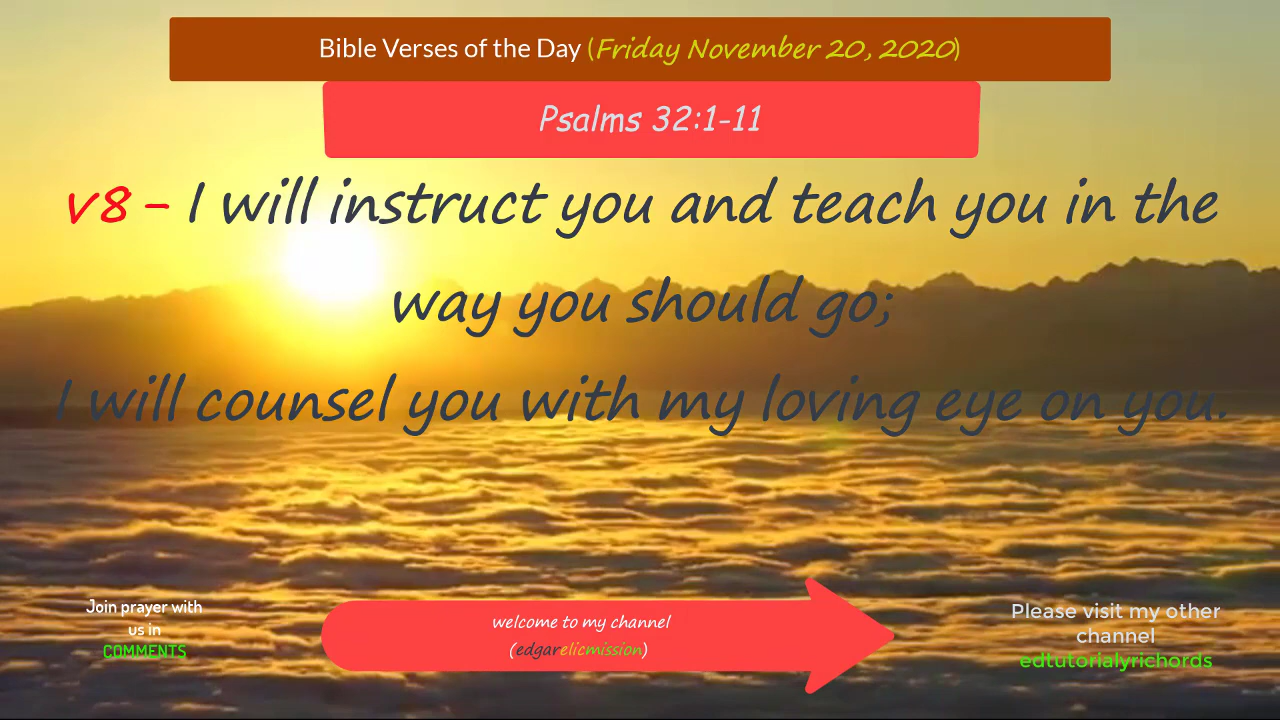 Bible Verses of the Day (Friday November 20, 2020)
Psalms 32:1-11
v8 - I will instruct you and teach you in the
way you should go;
I will counsel you with my loving eye on you.
Join prayer with
us in
COMMENTS
welcome to my channel
(edgarelicmission)
Please visit my other
channel
edtutorialyrichords